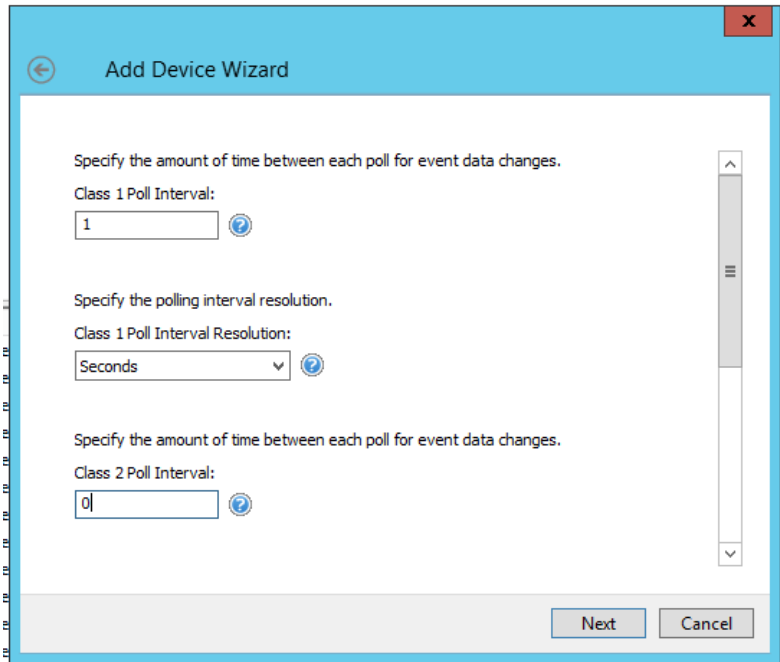 x
Add Device Wizard
Specify the amount of time between each poll for event data changes.
Class 1 Poll Interval:
1
Specify the polling interval resolution.
Class 1 Poll Interval Resolution:
Seconds
Specify the amount of time between each poll for event data changes.
Class 2 Poll Interval:
0
Next Cancel